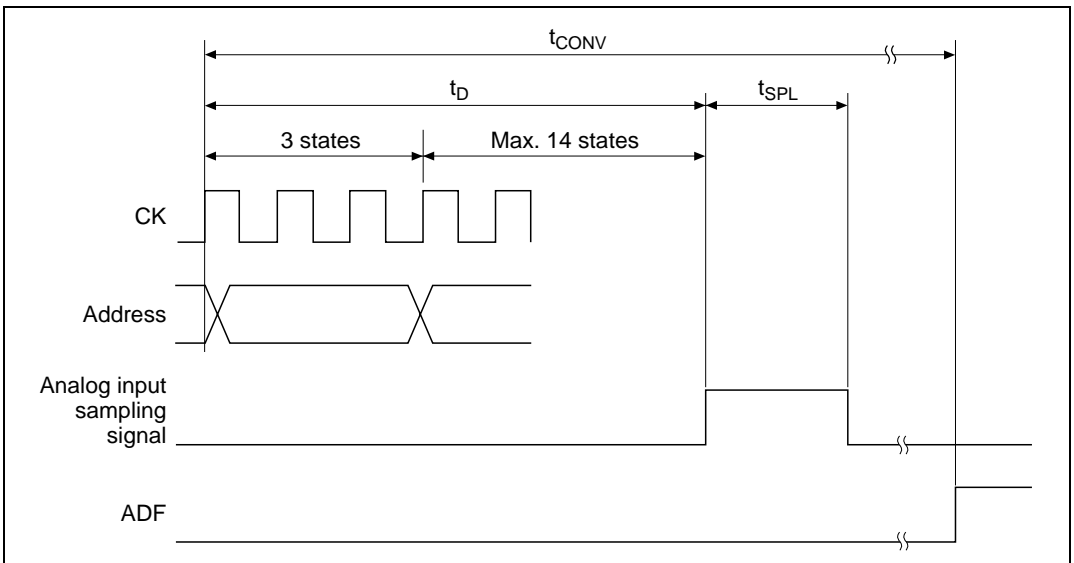 tCONV
tD
tSPL
3 states
Max. 14 states
CK
Address
Analog input
sampling
signal
ADF